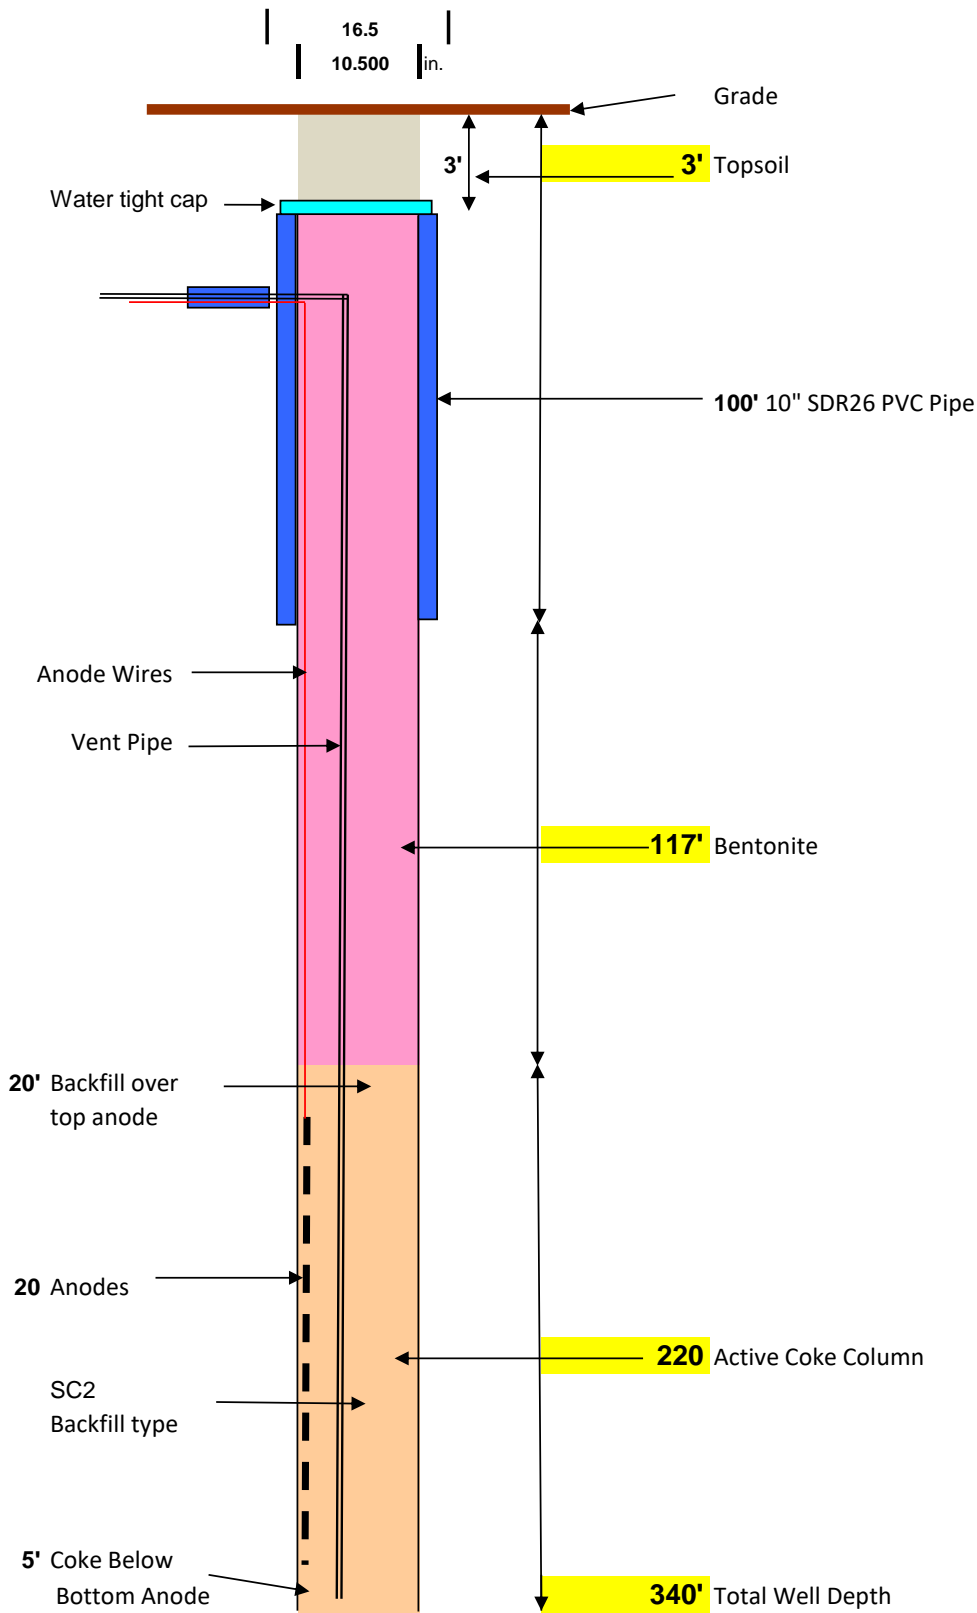 16.5
10.500 in.
Grade
3' 3' Topsoil
Water tight cap
100' 10" SDR26 PVC Pipe
Anode Wires
Vent Pipe
117' Bentonite
20' Backfill over
top anode
20 Anodes
220 Active Coke Column
SC2
Backfill type
5' Coke Below
Bottom Anode
340' Total Well Depth